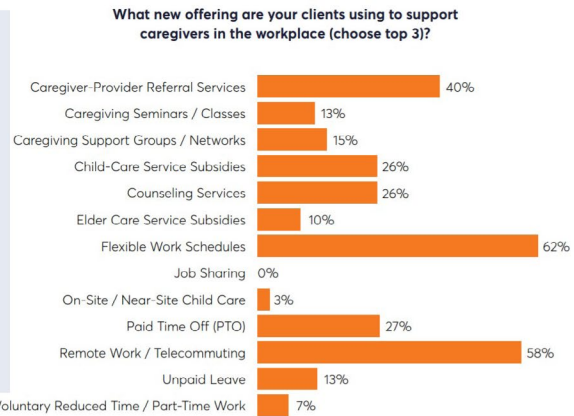 What new offering are your clients using to support
caregivers in the workplace (choose top 3)?
Caregiver-Provider Referral Services 40%
Caregiving Seminars / Classes 13%
Caregiving Support Groups / Networks 15%
Child-Care Service Subsidies 26%
Counseling Services 26%
Elder Care Service Subsidies 10%
Flexible Work Schedules 62%
Job Sharing 0%
On-Site / Near-Site Child Care 3%
Paid Time Off (PTO) 27%
Remote Work / Telecommuting 58%
Unpaid Leave 13%
Voluntary Reduced Time / Part-Time Work 7%